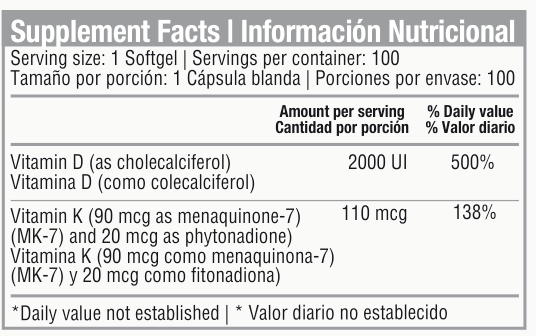 Supplement Facts | Información Nutricional
Serving size: 1 Softgel | Servings per container: 100
Tamaño por porción: 1 Cápsula blanda | Porciones por envase: 100
Amount per serving % Daily value
Cantidad por porción % Valor diario
Vitamin D (as cholecalciferol) 2000 UI 500%
Vitamina D (como colecalciferol)
Vitamin K (90 mcg as menaquinone-7) 110 mcg 138%
(MK-7) and 20 mcg as phytonadione)
Vitamina K (90 mcg como menaquinona-7)
(MK-7) y 20 mcg como fitonadiona)
*Daily value not established | * Valor diario no establecido